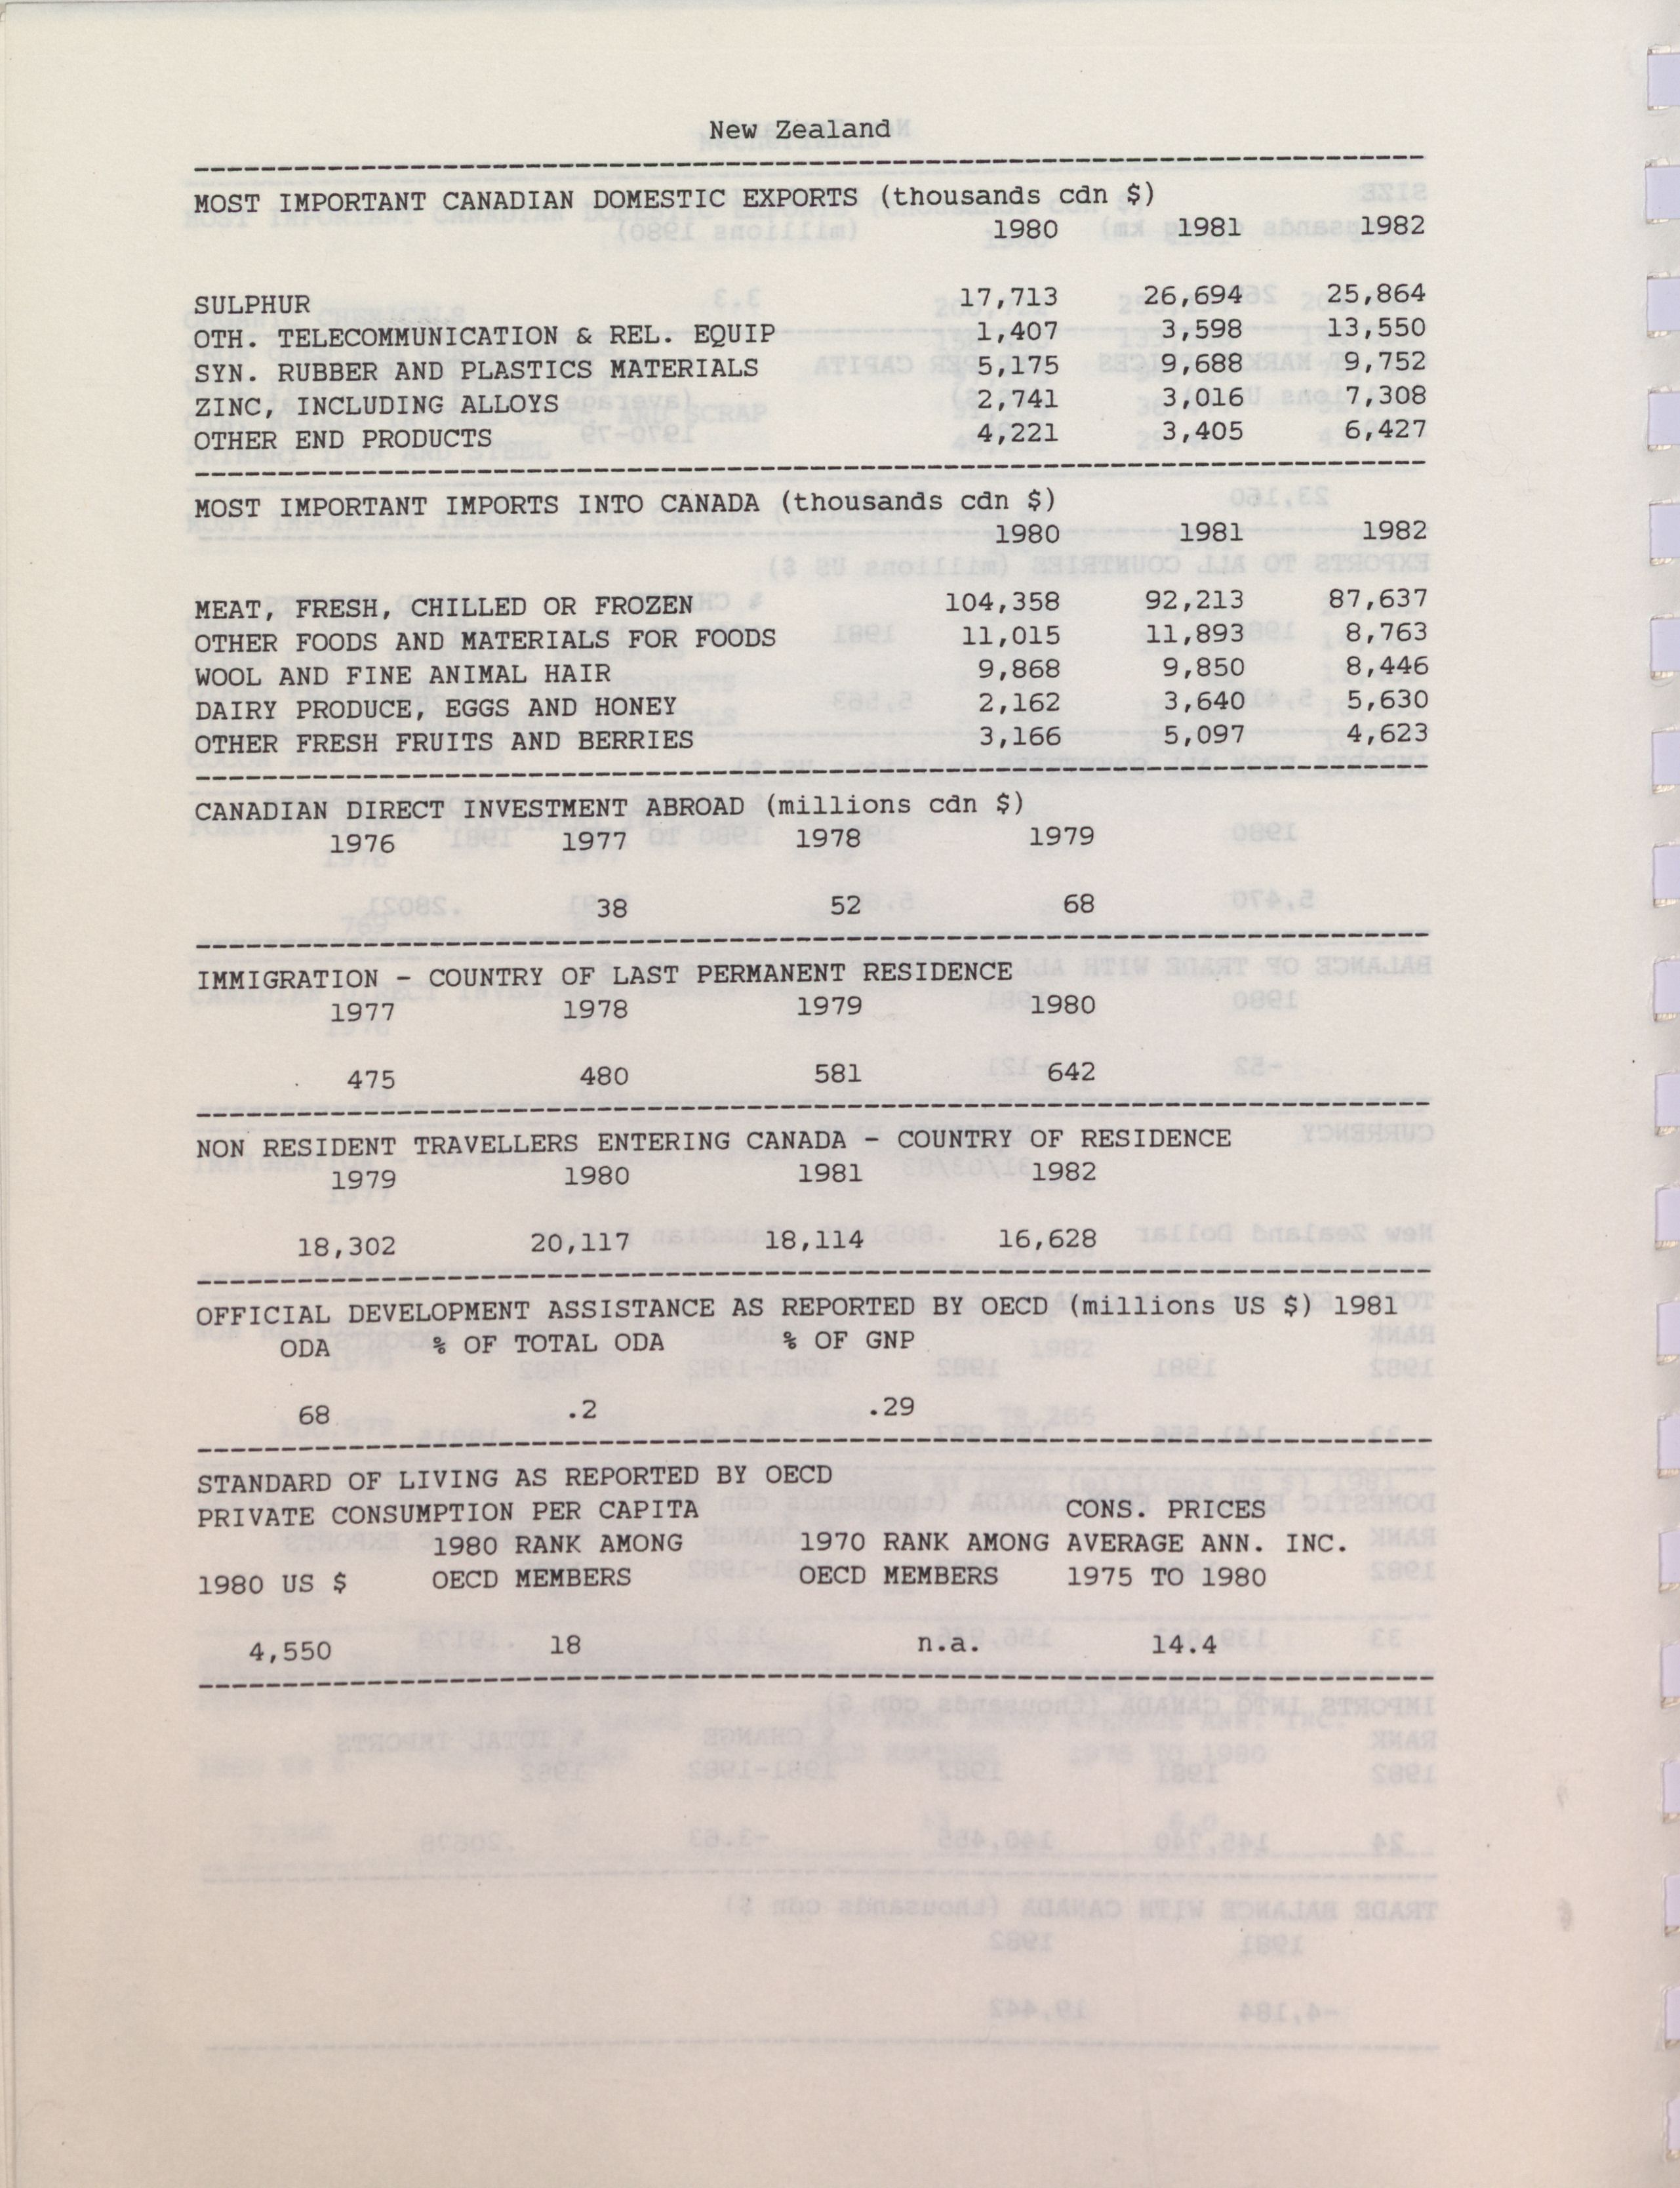 New Zealand
MOST IMPORTANT CANADIAN DOMESTIC EXPORTS (thousands cdn $)
1980 1981 1982
SULPHUR 17,713 26,694 25,864
OTH. TELECOMMUNICATION & REL. EQUIP 1,407 3,598 13,550
SYN. RUBBER AND PLASTICS MATERIALS 5,175 9,688 9,752
ZINC, INCLUDING ALLOYS 2,741 3,016 7,308
OTHER END PRODUCTS 4,221 3,405 6,427
MOST IMPORTANT IMPORTS INTO CANADA (thousands cdn $)
1980 1981 1982
MEAT, FRESH, CHILLED OR FROZEN 104,358 92,213 87,637
OTHER FOODS AND MATERIALS FOR FOODS 11,015 11,893 8,763
WOOL AND FINE ANIMAL HAIR 9,868 9,850 8,446
DAIRY PRODUCE, EGGS AND HONEY 2,162 3,640 5,630
OTHER FRESH FRUITS AND BERRIES 3,166 5,097 4,623
CANADIAN DIRECT INVESTMENT ABROAD (millions cdn $)
1976 1977 1978 1979
38 52 68
IMMIGRATION - COUNTRY OF LAST PERMANENT RESIDENCE
1977 1978 1979 1980
475 480 581 642
NON RESIDENT TRAVELLERS ENTERING CANADA - COUNTRY OF RESIDENCE
1979 1980 1981 1982
18,302 20,117 18,114 16,628
OFFICIAL DEVELOPMENT ASSISTANCE AS REPORTED BY OECD (millions US $) 1981
ODA % OF TOTAL ODA % OF GNP
68 .2 .29
STANDARD OF LIVING AS REPORTED BY OECD
PRIVATE CONSUMPTION PER CAPITA CONS. PRICES
1980 RANK AMONG 1970 RANK AMONG AVERAGE ANN. INC.
1980 US $ OECD MEMBERS OECD MEMBERS 1975 TO 1980
4,550 18 n.a. 14.4